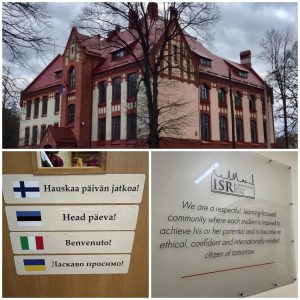 Hauskaa päivän jatkoa!
Head päeva!
Benvenuto!
Ласкаво просимо!
ISR
We are a respectful, learning-focused
community where each student is inspired to
achieve his or her potential and to become an
ethical, confident and internationally-minded
citizen of tomorrow.